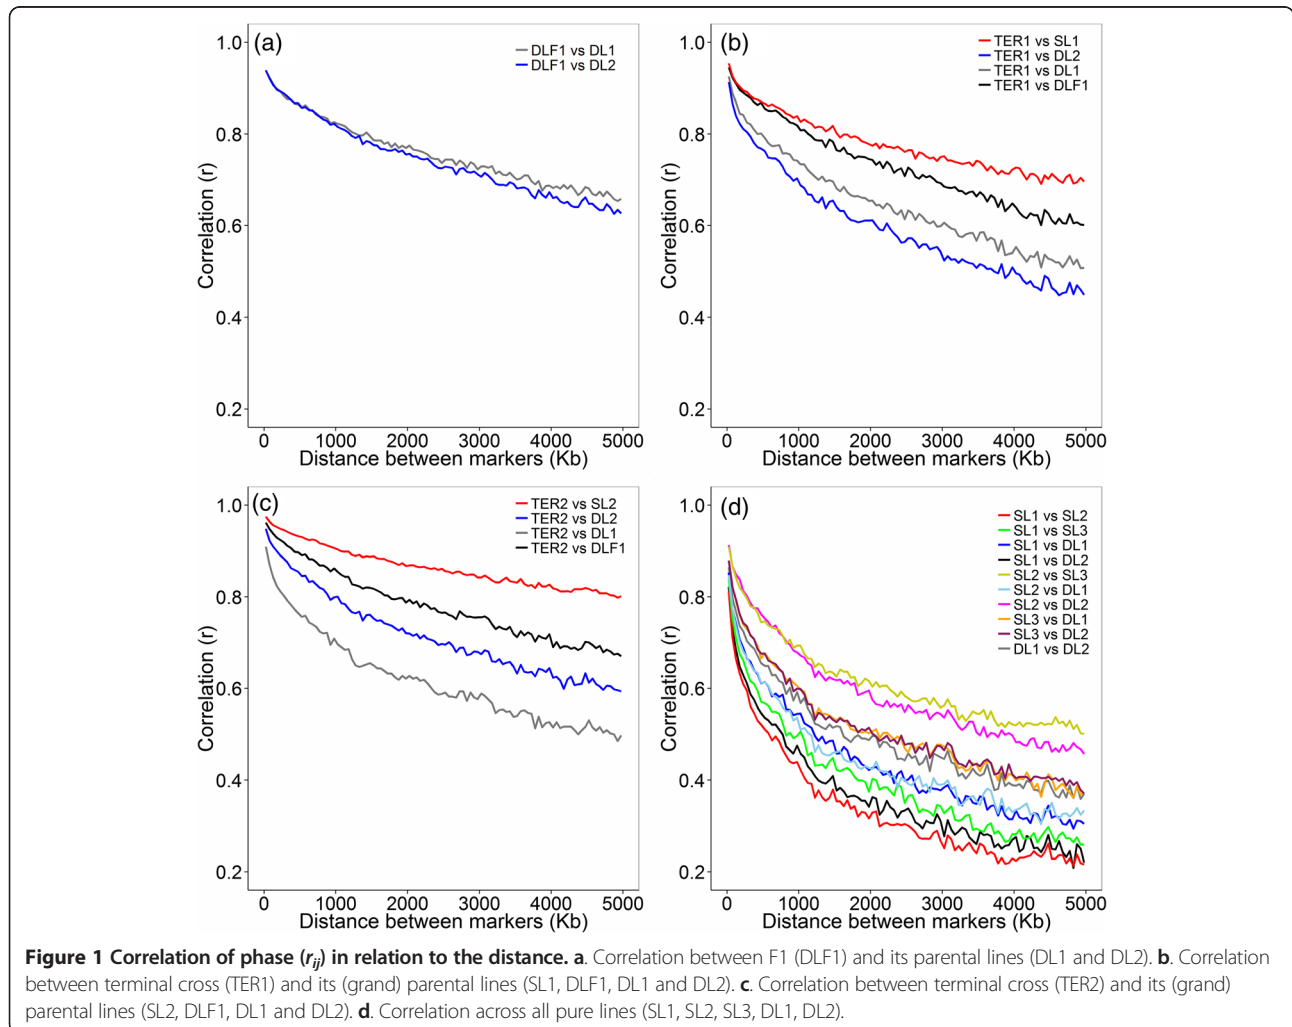 (a)
DLF1 vs DL1
DLF1 vs DL2
1.0
0.8
0.6
0.4
0.2
Correlation (r)
0 1000 2000 3000 4000 5000
Distance between markers (Kb)
(b)
TER1 vs SL1
TER1 vs DL2
TER1 vs DL1
TER1 vs DLF1
1.0
0.8
0.6
0.4
0.2
Correlation (r)
0 1000 2000 3000 4000 5000
Distance between markers (Kb)
(c)
TER2 vs SL2
TER2 vs DL2
TER2 vs DL1
TER2 vs DLF1
1.0
0.8
0.6
0.4
0.2
Correlation (r)
0 1000 2000 3000 4000 5000
Distance between markers (Kb)
(d)
SL1 vs SL2
SL1 vs SL3
SL1 vs DL1
SL1 vs DL2
SL2 vs SL3
SL2 vs DL1
SL2 vs DL2
SL3 vs DL1
SL3 vs DL2
DL1 vs DL2
1.0
0.8
0.6
0.4
0.2
Correlation (r)
0 1000 2000 3000 4000 5000
Distance between markers (Kb)
Figure 1 Correlation of phase (rij) in relation to the distance. a. Correlation between F1 (DLF1) and its parental lines (DL1 and DL2). b. Correlation
between terminal cross (TER1) and its (grand) parental lines (SL1, DLF1, DL1 and DL2). c. Correlation between terminal cross (TER2) and its (grand)
parental lines (SL2, DLF1, DL1 and DL2). d. Correlation across all pure lines (SL1, SL2, SL3, DL1, DL2).